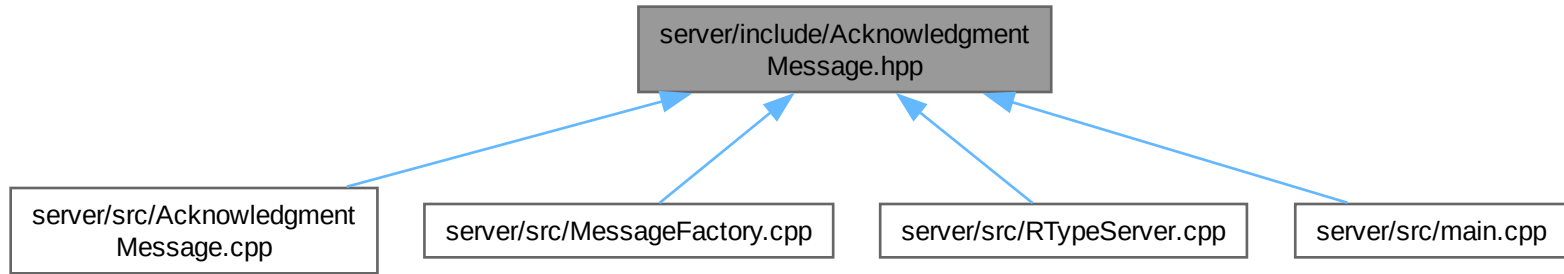 server/include/Acknowledgment
Message.hpp
server/src/Acknowledgment
Message.cpp
server/src/MessageFactory.cpp
server/src/RTypeServer.cpp
server/src/main.cpp